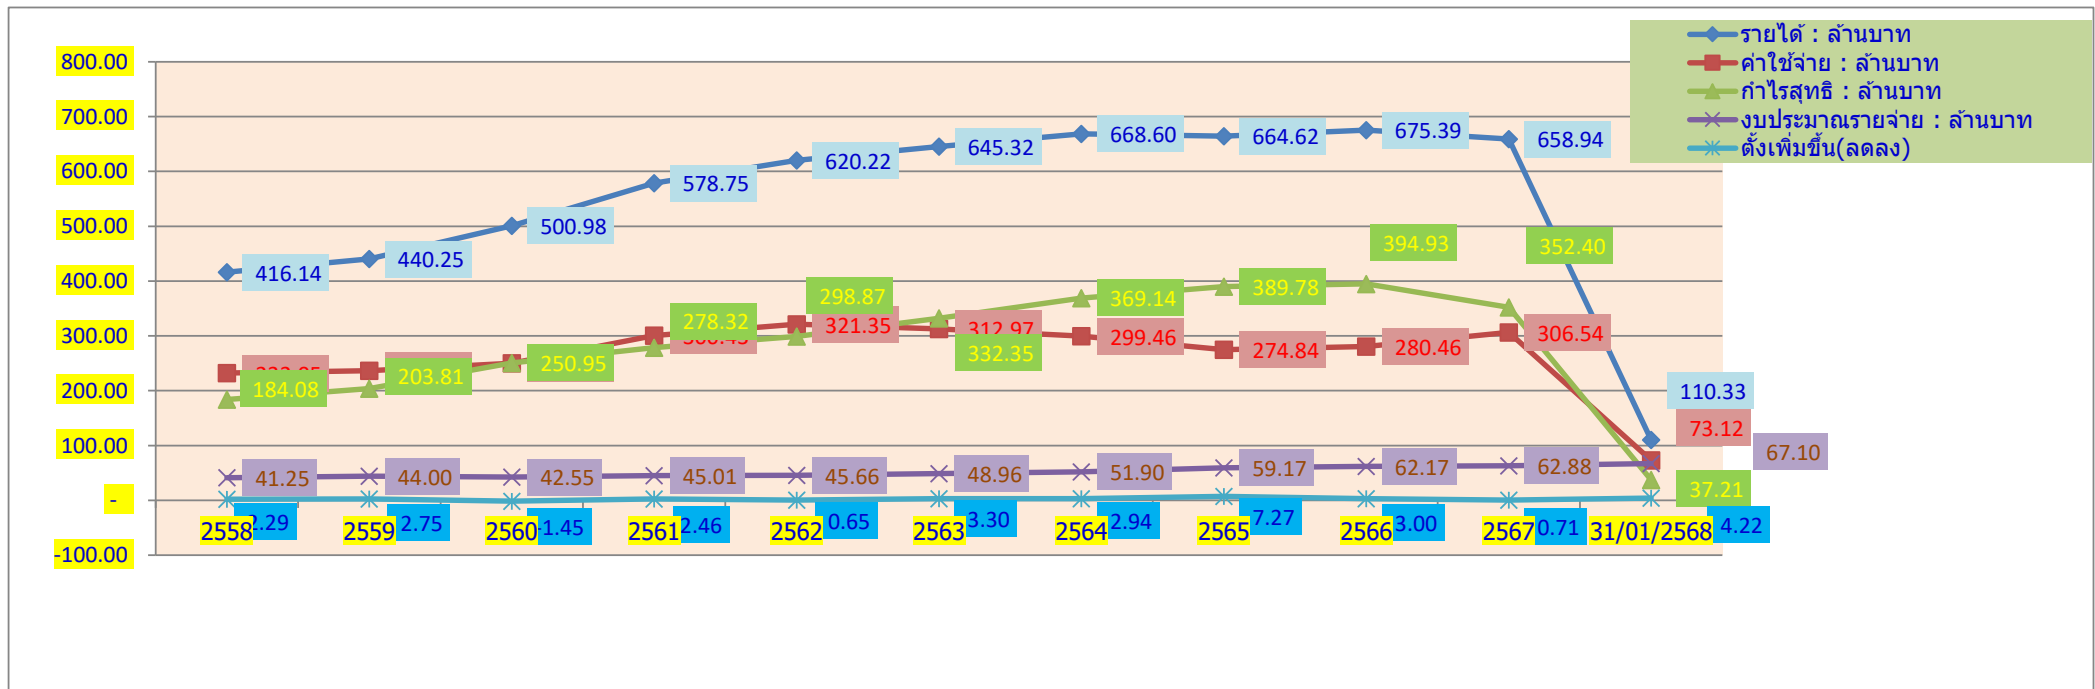 รายได้ : ล้านบาท
ค่าใช้จ่าย : ล้านบาท
กำไรสุทธิ : ล้านบาท
งบประมาณรายจ่าย : ล้านบาท
ตั้งเพิ่มขึ้น(ลดลง)
800.00
700.00
600.00
500.00
400.00
300.00
200.00
100.00
-
-100.00
416.14 440.25 500.98 578.75 620.22 645.32 668.60 664.62 675.39 658.94 110.33
321.35 312.97 299.46 274.84 280.46 306.54 73.12
184.08 203.81 250.95 278.32 298.87 332.35 369.14 389.78 394.93 352.40 37.21
41.25 44.00 42.55 45.01 45.66 48.96 51.90 59.17 62.17 62.88 67.10
2.29 2.75 -1.45 2.46 0.65 3.30 2.94 7.27 3.00 0.71 4.22
2558 2559 2560 2561 2562 2563 2564 2565 2566 2567 31/01/2568